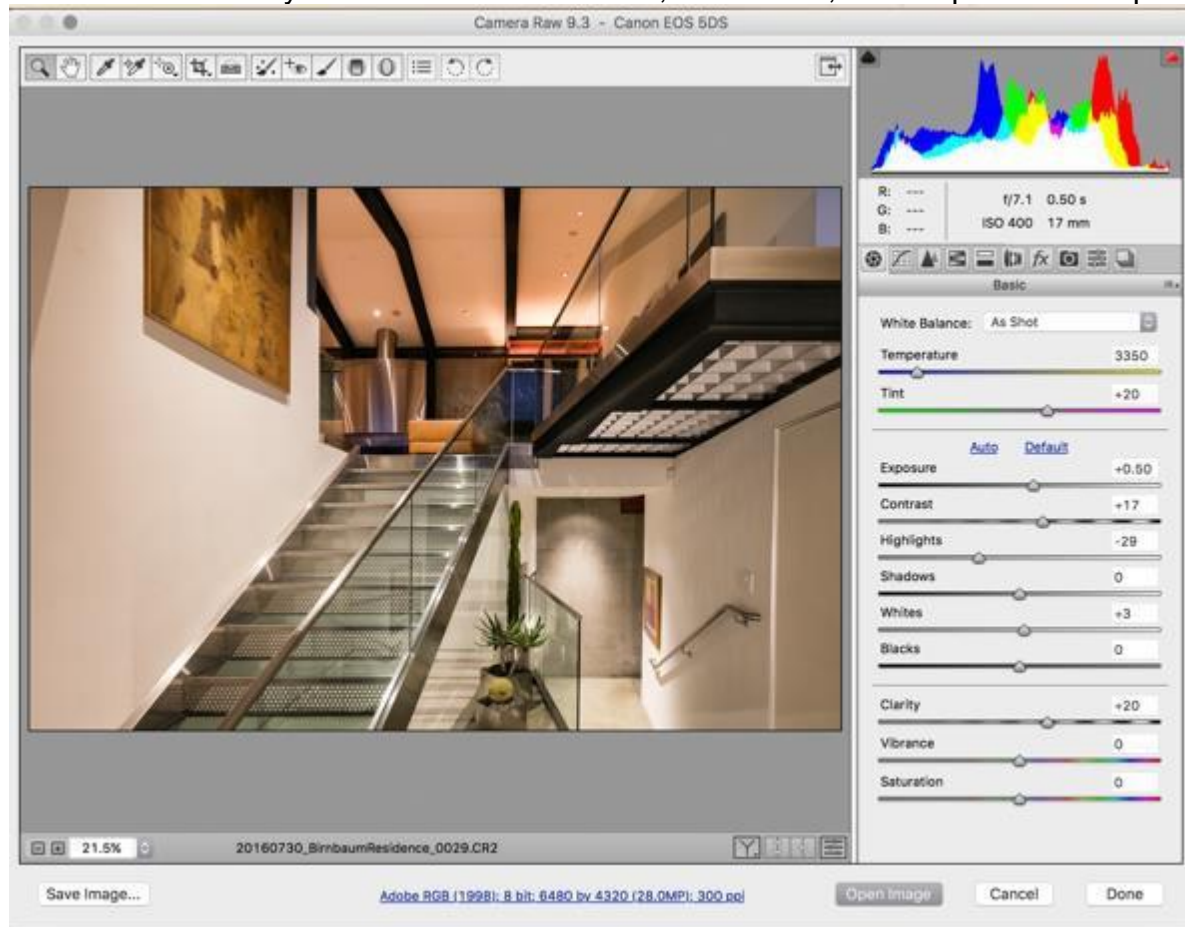 Camera Raw 9.3 - Canon EOS 5DS
R: ---
G: ---
B: ---
f/7.1 0.50 s
ISO 400 17 mm
fx
Basic
White Balance: As Shot
Temperature 3350
Tint +20
Auto Default
Exposure +0.50
Contrast +17
Highlights -29
Shadows 0
Whites +3
Blacks 0
Clarity +20
Vibrance 0
Saturation 0
21.5% 20160730_BirnbaumResidence_0029.CR2
Y
Save Image... Adobe RGB (1998); 8 bit; 6480 by 4320 (28.0MP); 300 ppi Open Image Cancel Done